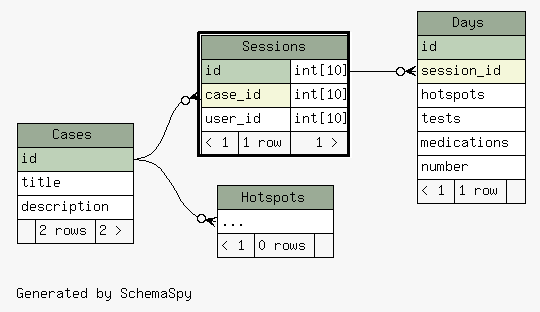 Days
id
session_id
hotspots
tests
medications
number
< 1 1 row
Sessions
id int[10]
case_id int[10]
user_id int[10]
< 1 1 row 1 >
Cases
id
title
description
2 rows 2 >
Hotspots
...
< 1 0 rows
Generated by SchemaSpy